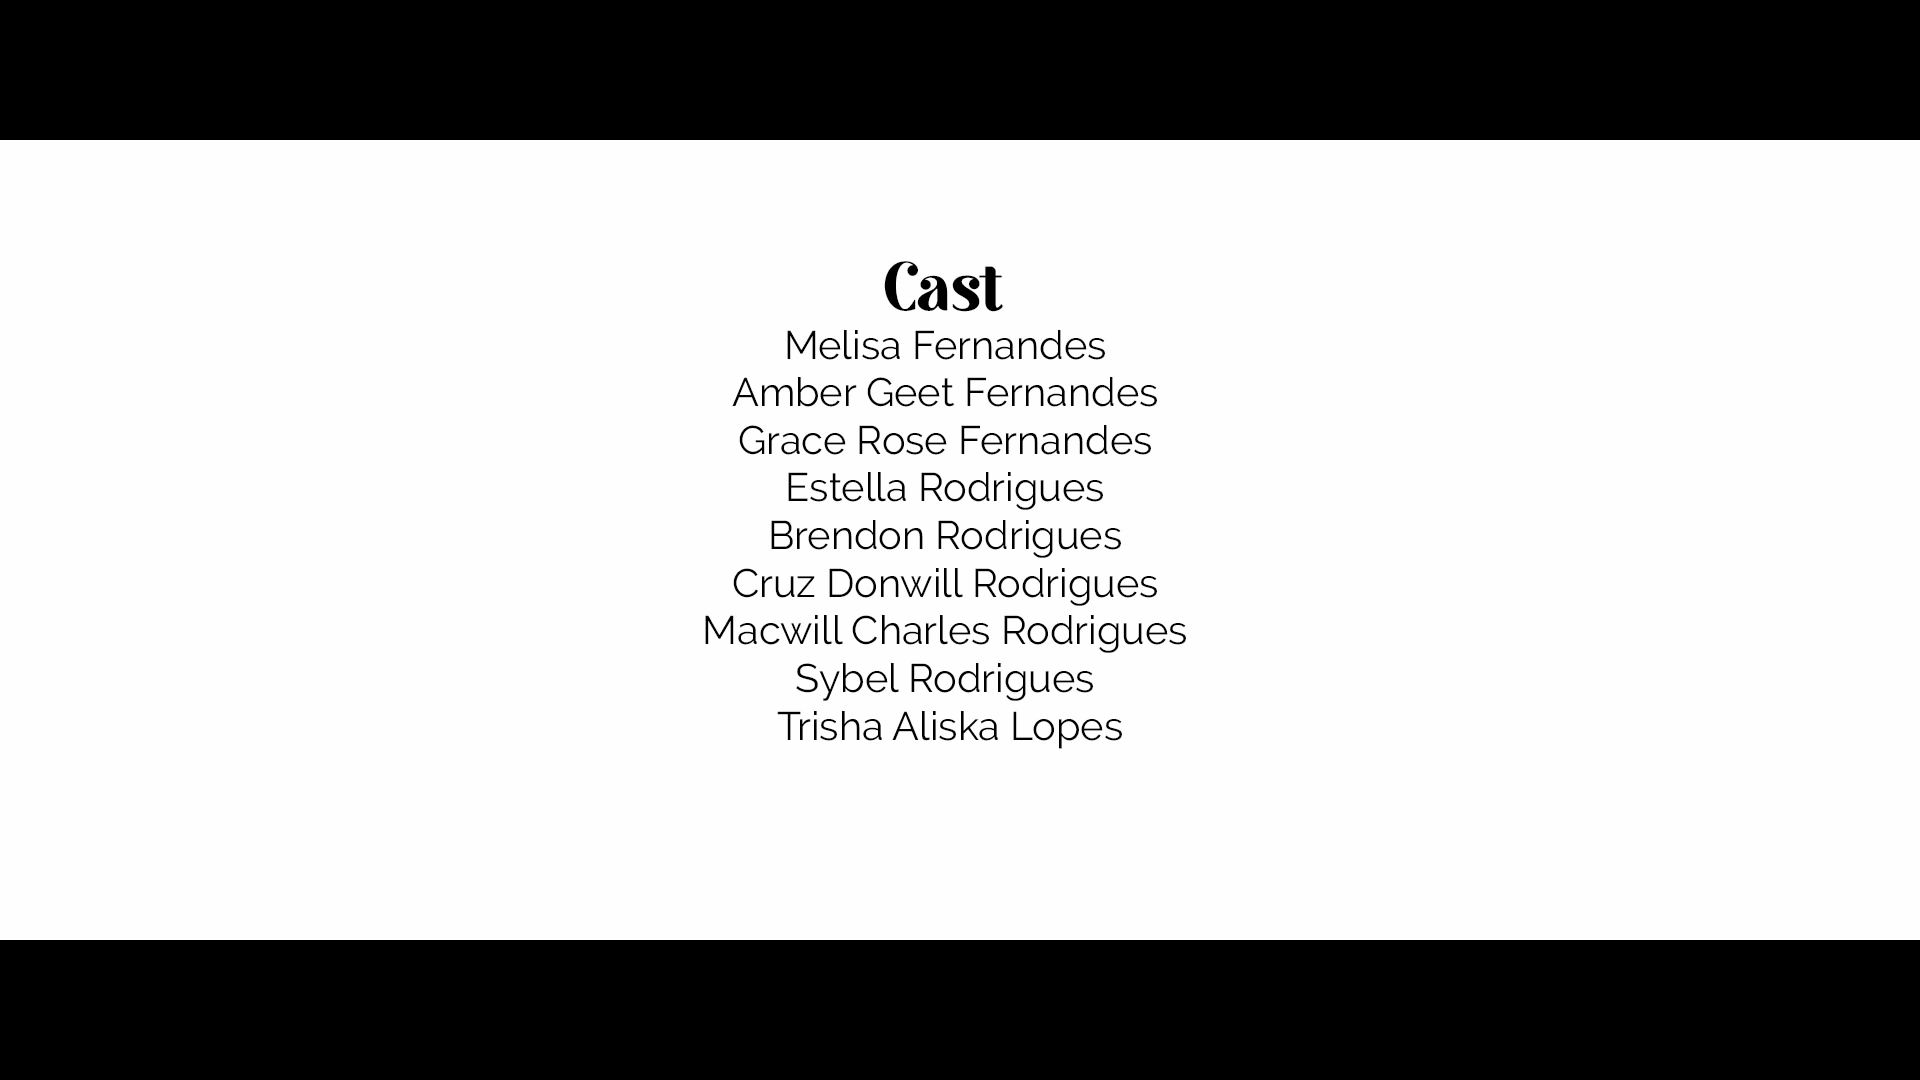 Cast
Melisa Fernandes
Amber Geet Fernandes
Grace Rose Fernandes
Estella Rodrigues
Brendon Rodrigues
Cruz Donwill Rodrigues
Macwill Charles Rodrigues
Sybel Rodrigues
Trisha Aliska Lopes